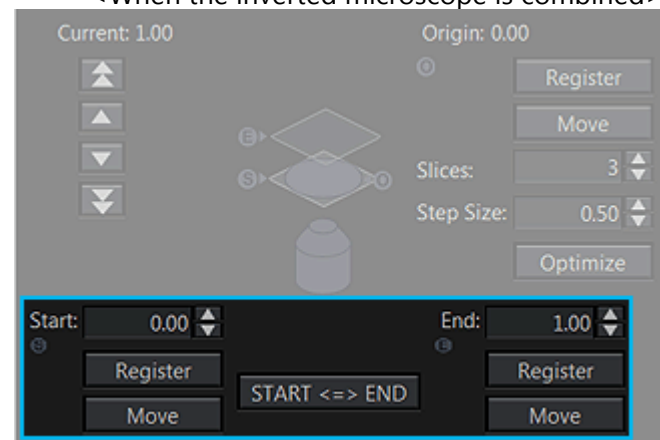 <When the inverted microscope is combined>
Current: 1.00
Origin: 0.00
Register
Move
E
S
Slices: 3
Step Size: 0.50
Optimize
Start: 0.00
End: 1.00
S
E
Register
Register
START <=> END
Move
Move